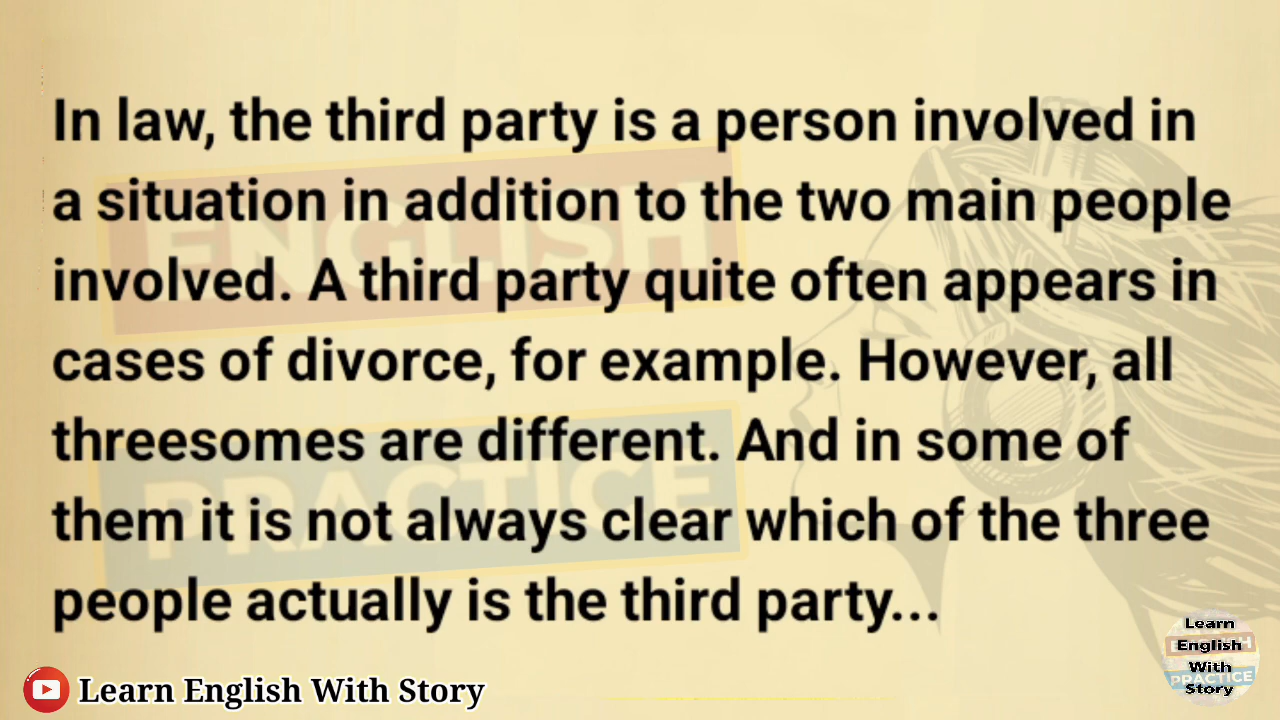 In law, the third party is a person involved in
a situation in addition to the two main people
involved. A third party quite often appears in
cases of divorce, for example. However, all
threesomes are different. And in some of
them it is not always clear which of the three
people actually is the third party...
ENGLISH
PRACTICE
Learn English With Story
Learn
English
With
PRACTICE
Story